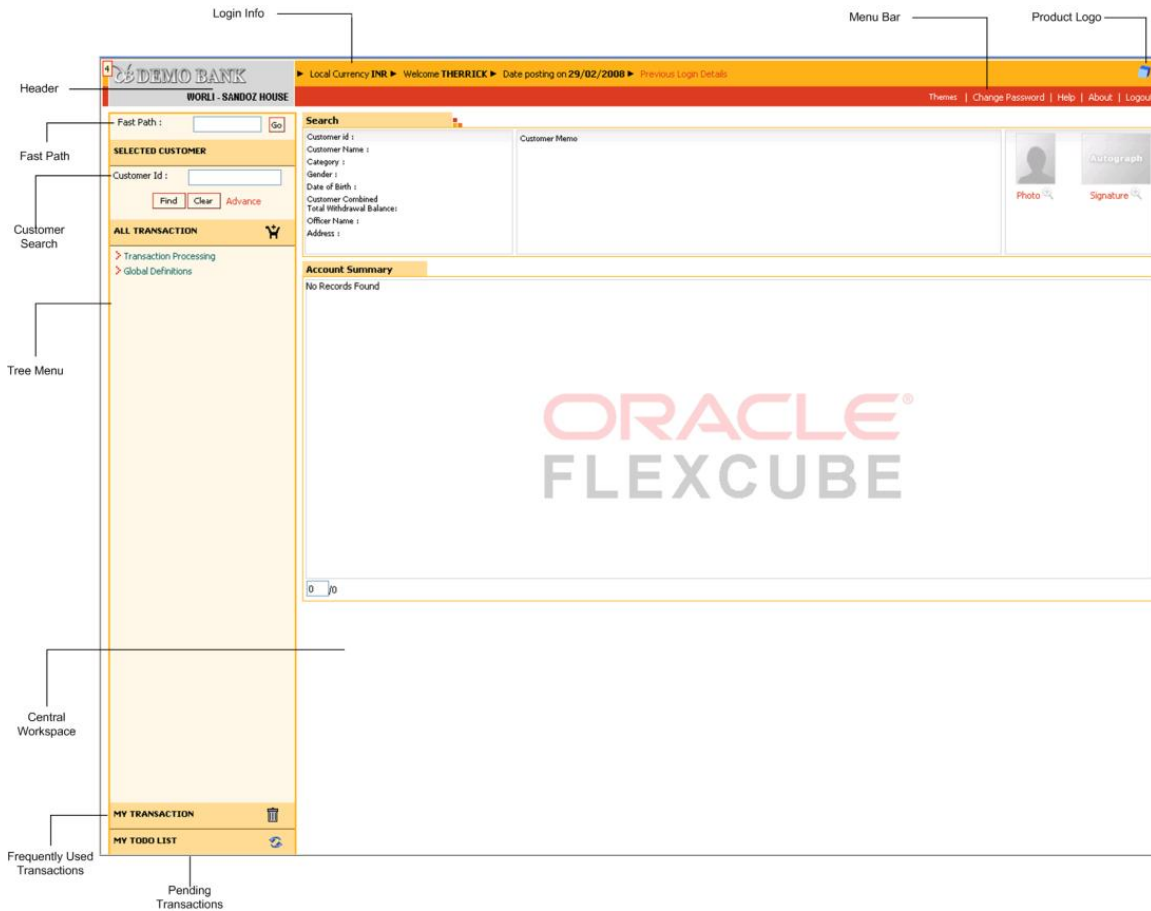 Login Info
Menu Bar
Product Logo
4
DEMO BANK
WORLI - SANDOZ HOUSE
Local Currency INR
Welcome THERRICK
Date posting on 29/02/2008
Previous Login Details
Themes | Change Password | Help | About | Logout
Header
Fast Path
Customer Search
Tree Menu
Central Workspace
Frequently Used Transactions
Pending Transactions
Fast Path :
Go
SELECTED CUSTOMER
Customer Id :
Find
Clear
Advance
ALL TRANSACTION
Transaction Processing
Global Definitions
MY TRANSACTION
MY TODO LIST
Search
Customer id :
Customer Name :
Category :
Gender :
Date of Birth :
Customer Combined
Total Withdrawal Balance:
Officer Name :
Address :
Customer Memo
Autograph
Photo
Signature
Account Summary
No Records Found
ORACLE®
FLEXCUBE
0 /0